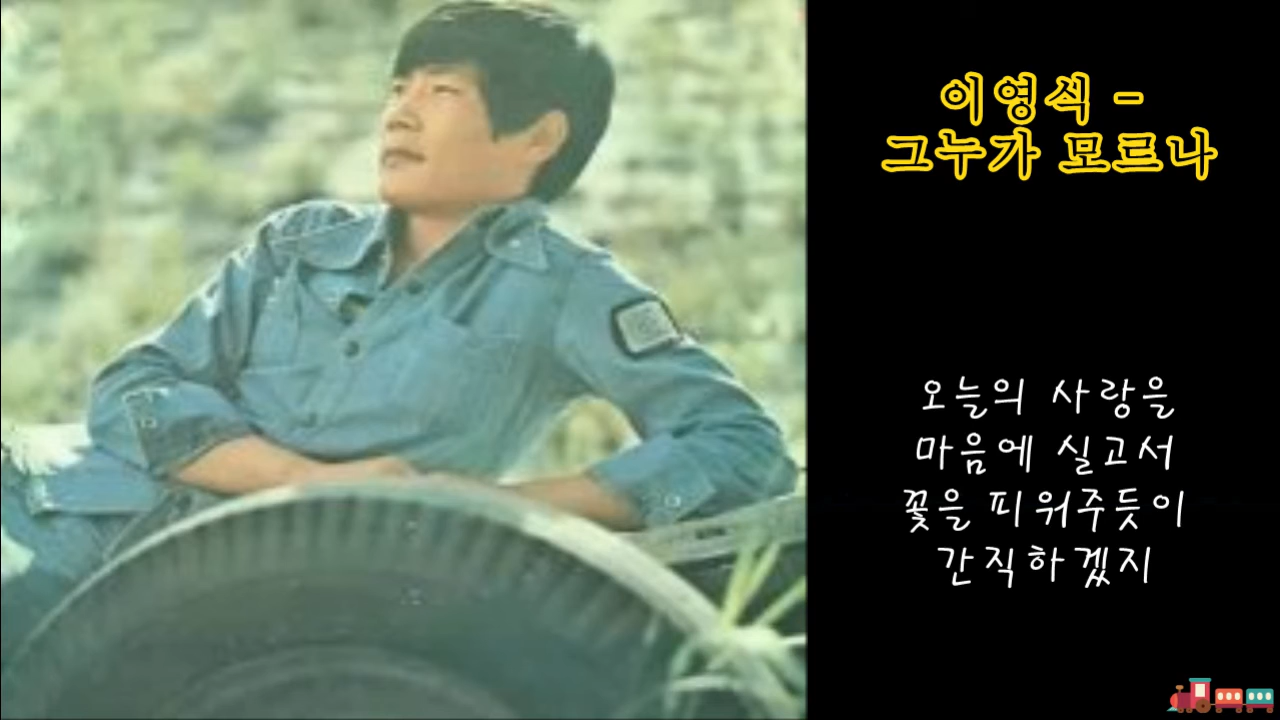 이영식 -
그누가 모르나
오늘의 사랑을
마음에 실고서
꽃을 피워주듯이
간직하겠지